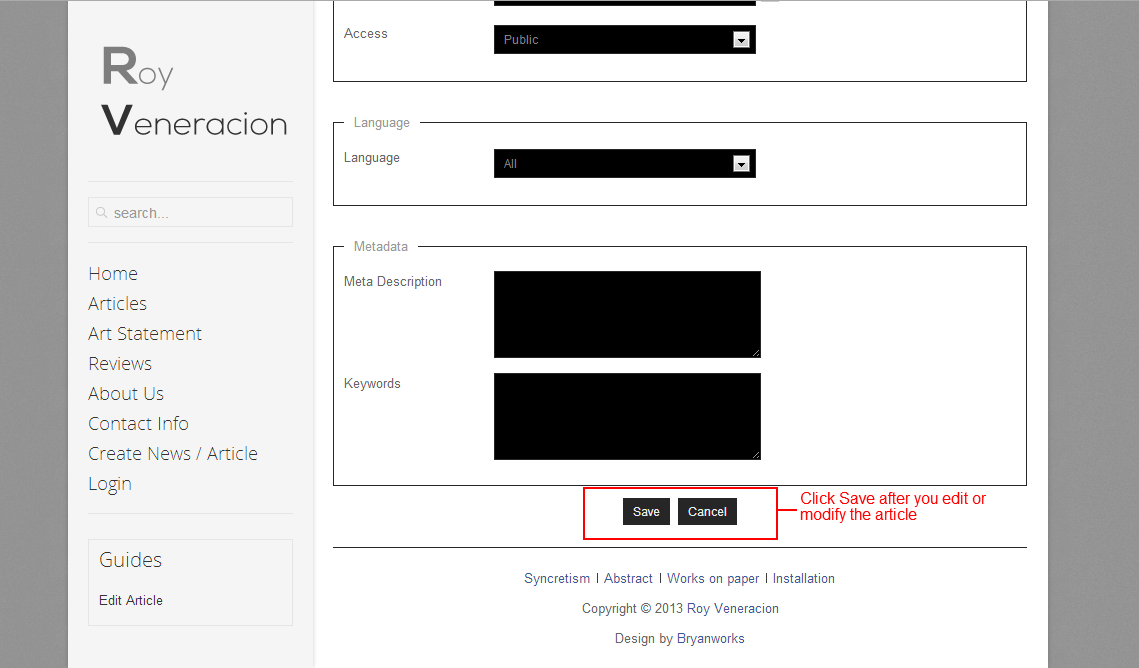 Roy
Veneracion
search...
Home
Articles
Art Statement
Reviews
About Us
Contact Info
Create News / Article
Login
Guides
Edit Article
Access
Public
Language
Language
All
Metadata
Meta Description
Keywords
Save Cancel
Click Save after you edit or
modify the article
Syncretism | Abstract | Works on paper | Installation
Copyright © 2013 Roy Veneracion
Design by Bryanworks